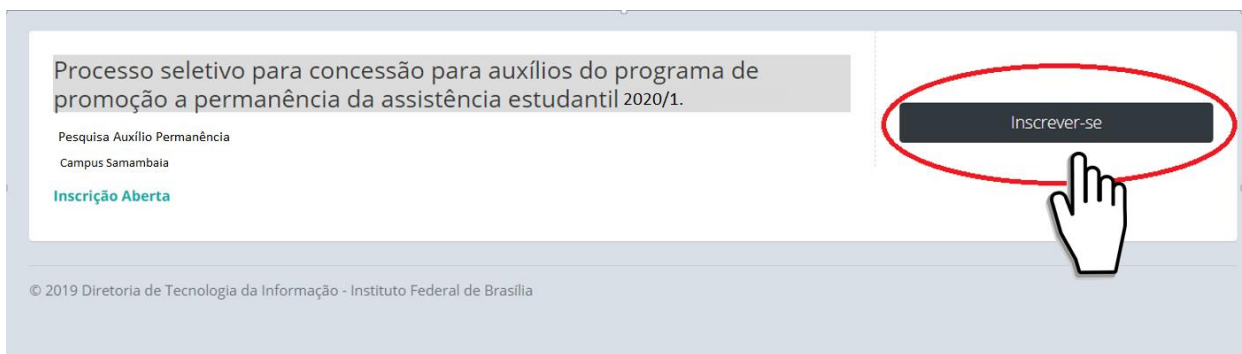 Processo seletivo para concessão para auxílios do programa de
promoção a permanência da assistência estudantil 2020/1.
Pesquisa Auxílio Permanência
Campus Samambaia
Inscrição Aberta
Inscrever-se
© 2019 Diretoria de Tecnologia da Informação - Instituto Federal de Brasília